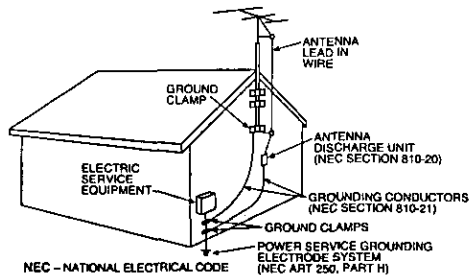 ANTENNA
LEAD IN
WIRE
GROUND
CLAMP
ANTENNA
DISCHARGE UNIT
(NEC SECTION 810-20)
ELECTRIC
SERVICE
EQUIPMENT
GROUNDING CONDUCTORS
(NEC SECTION 810-21)
GROUND CLAMPS
POWER SERVICE GROUNDING
ELECTRODE SYSTEM
(NEC ART 250, PART H)
NEC – NATIONAL ELECTRICAL CODE